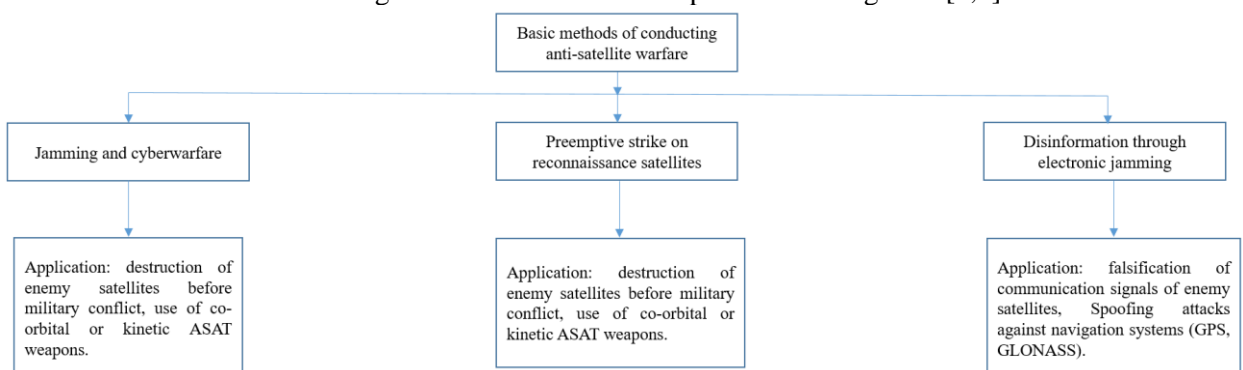 Basic methods of conducting
anti-satellite warfare
Jamming and cyberwarfare
Preemptive strike on
reconnaissance satellites
Disinformation through
electronic jamming
Application: destruction of
enemy satellites before
military conflict, use of co-
orbital or kinetic ASAT
weapons.
Application: destruction of
enemy satellites before military
conflict, use of co-orbital or
kinetic ASAT weapons.
Application: falsification of
communication signals of enemy
satellites, Spoofing attacks
against navigation systems (GPS,
GLONASS).